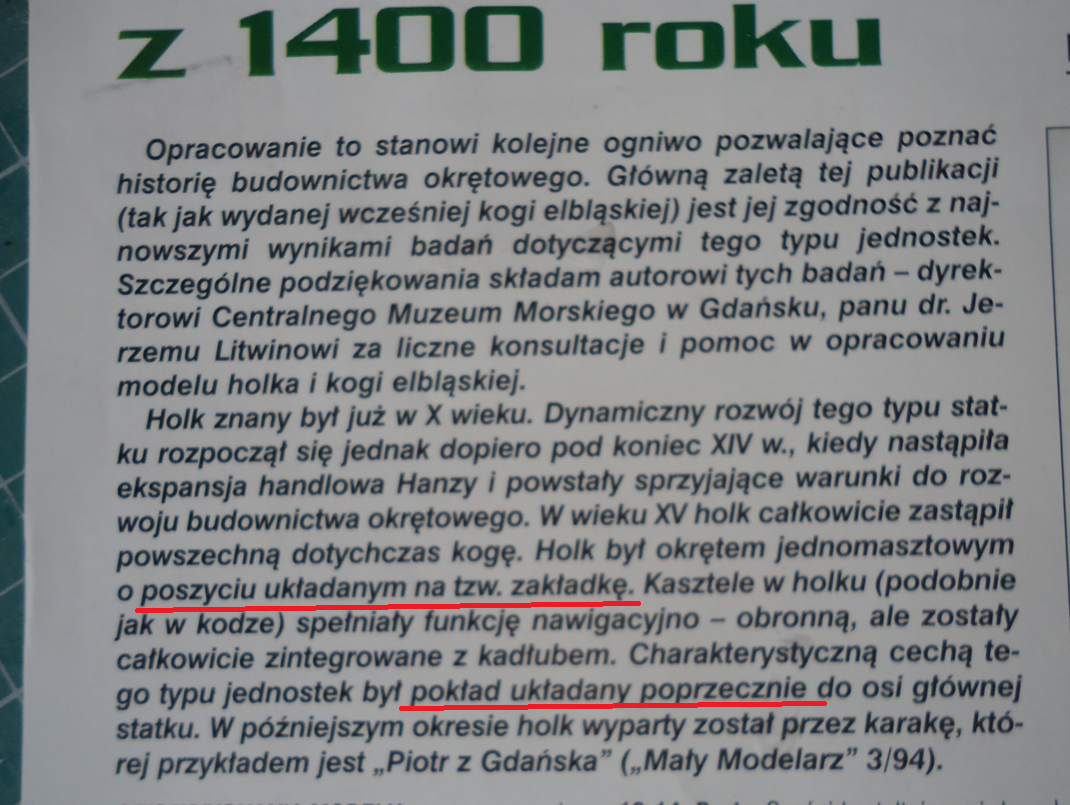 z 1400 roku
Opracowanie to stanowi kolejne ogniwo pozwalające poznać
historię budownictwa okrętowego. Główną zaletą tej publikacji
(tak jak wydanej wcześniej kogi elbląskiej) jest jej zgodność z naj-
nowszymi wynikami badań dotyczącymi tego typu jednostek.
Szczególne podziękowania składam autorowi tych badań – dyrek-
torowi Centralnego Muzeum Morskiego w Gdańsku, panu dr. Je-
rzemu Litwinowi za liczne konsultacje i pomoc w opracowaniu
modelu holka i kogi elbląskiej.
Holk znany był już w X wieku. Dynamiczny rozwój tego typu stat-
ku rozpoczął się jednak dopiero pod koniec XIV w., kiedy nastąpiła
ekspansja handlowa Hanzy i powstały sprzyjające warunki do roz-
woju budownictwa okrętowego. W wieku XV holk całkowicie zastąpił
powszechną dotychczas kogę. Holk był okrętem jednomasztowym
o poszyciu układanym na tzw. zakładkę. Kasztele w holku (podobnie
jak w kodze) spełniały funkcję nawigacyjno – obronną, ale zostały
całkowicie zintegrowane z kadłubem. Charakterystyczną cechą te-
go typu jednostek był pokład układany poprzecznie do osi głównej
statku. W późniejszym okresie holk wyparty został przez karakę, któ-
rej przykładem jest „Piotr z Gdańska” („Mały Modelarz” 3/94).